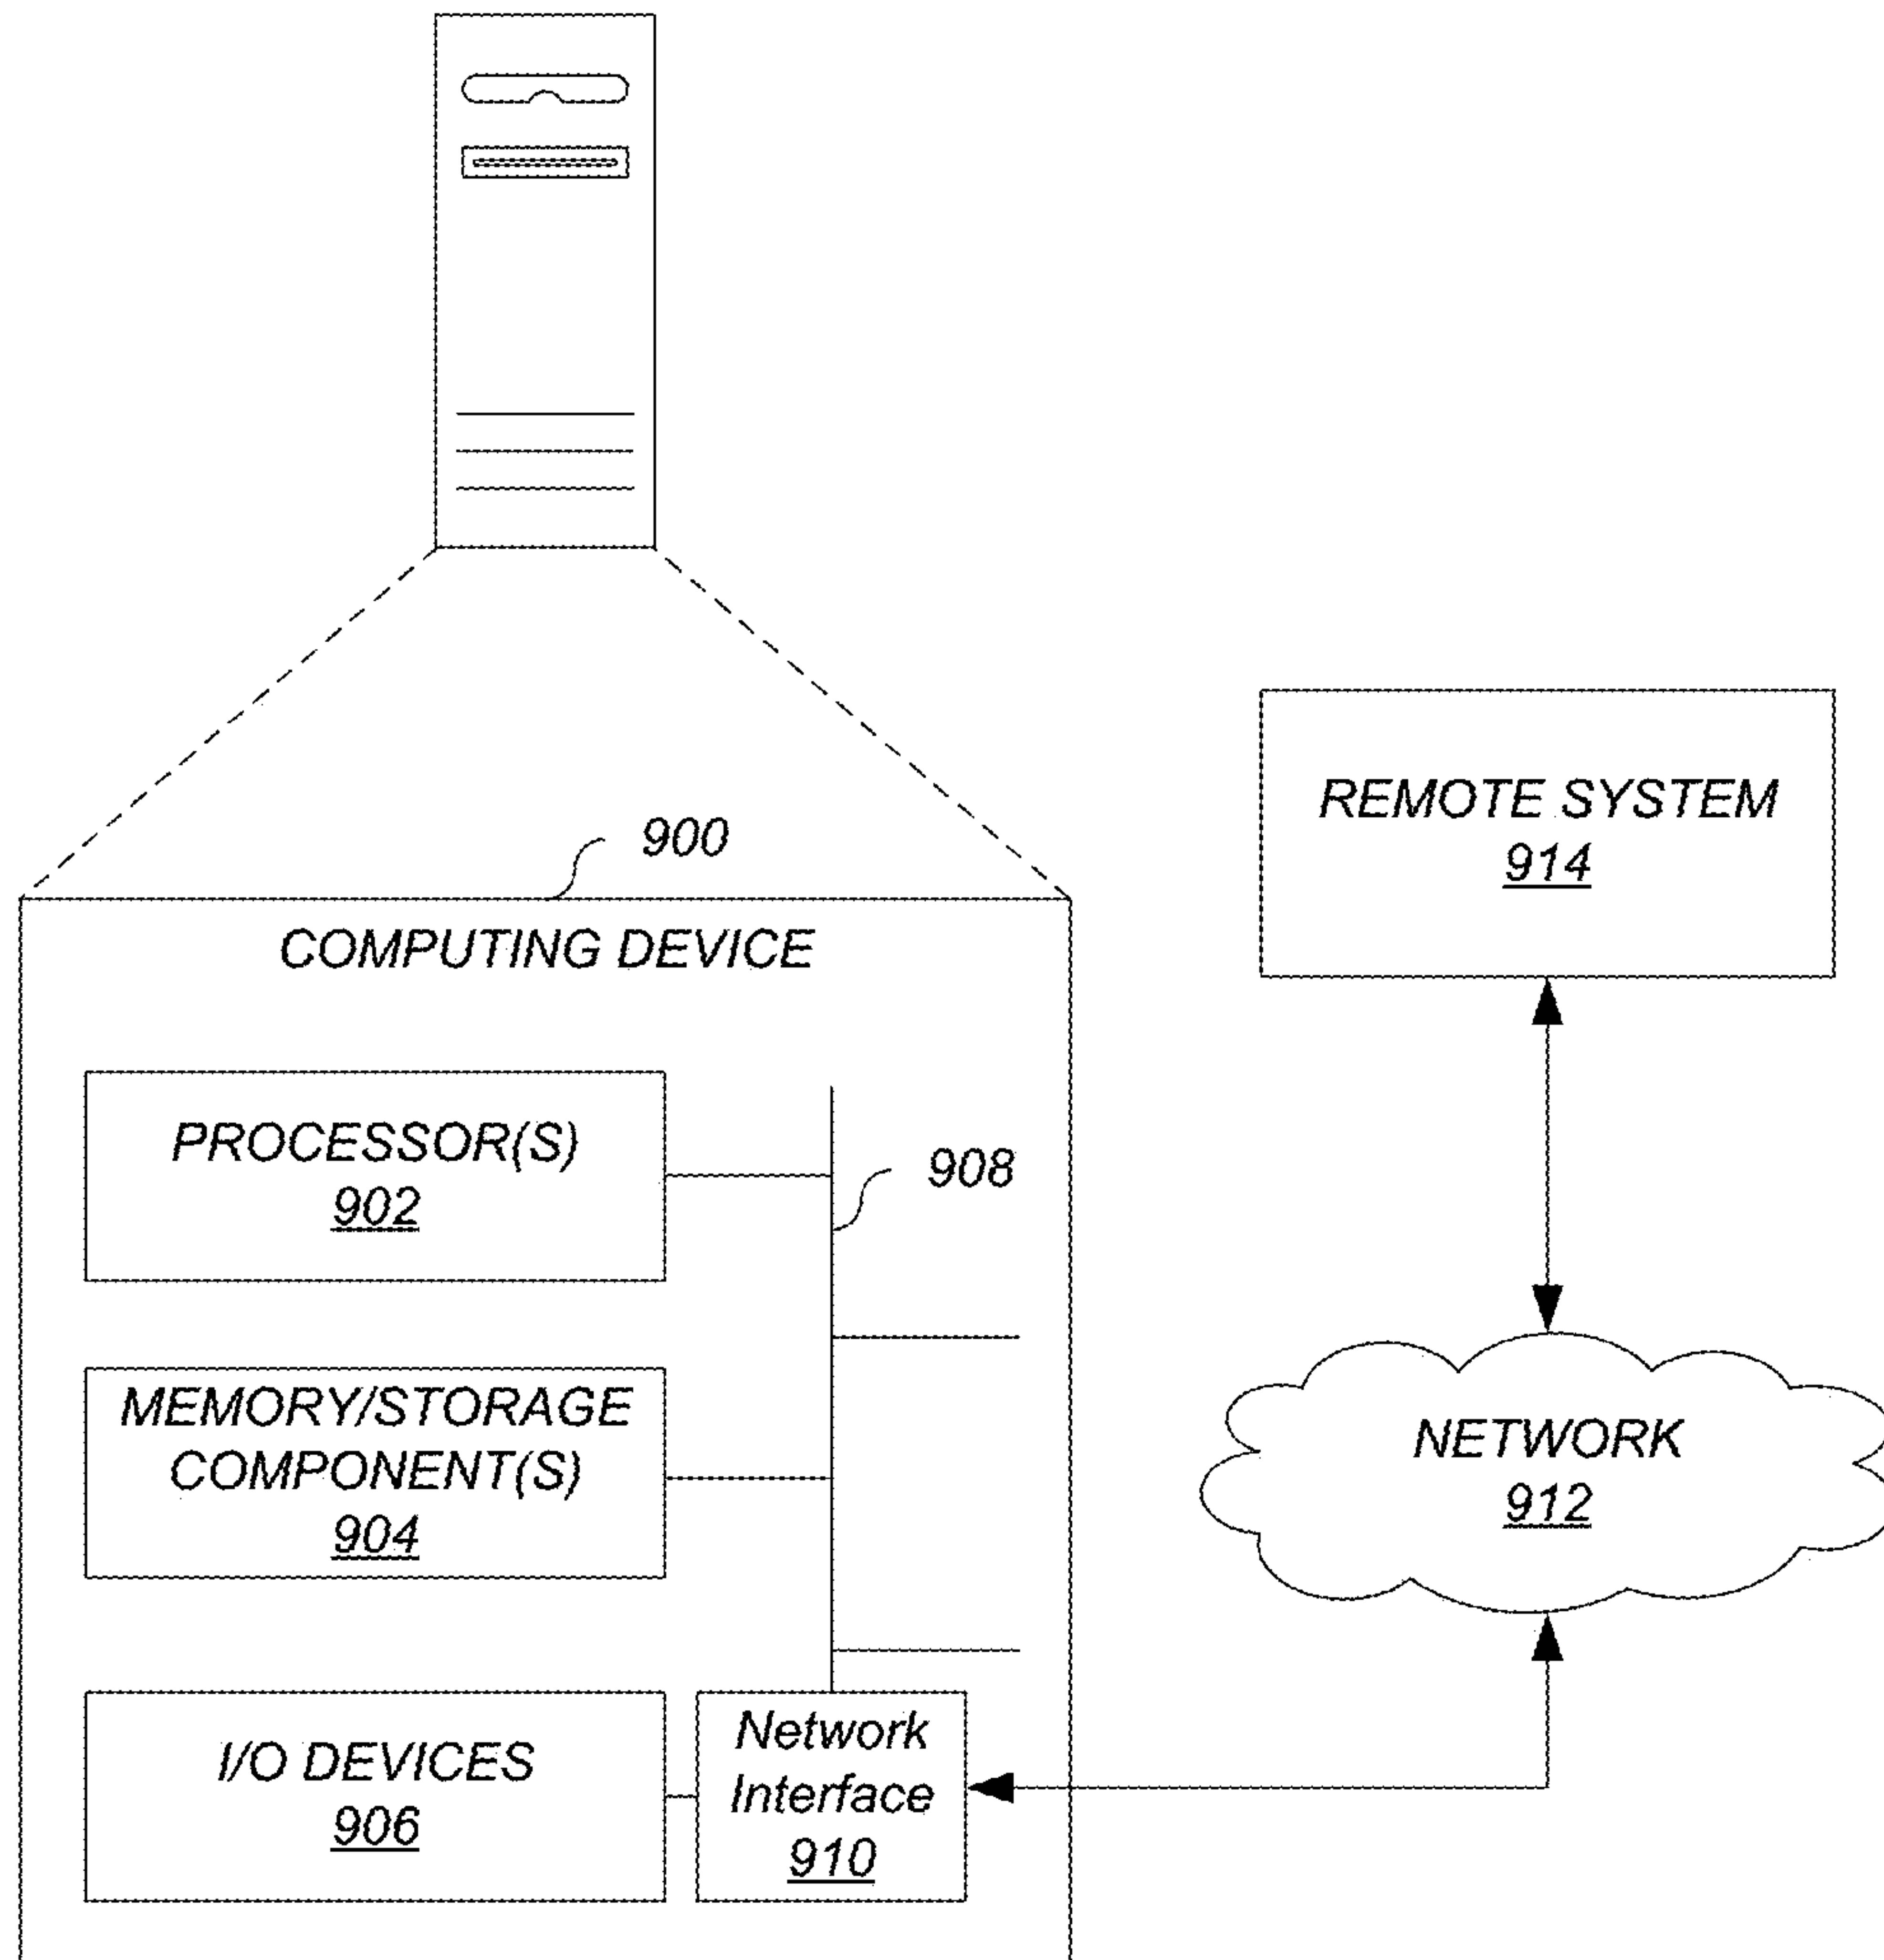 900
COMPUTING DEVICE
PROCESSOR(S)
902
908
MEMORY/STORAGE
COMPONENT(S)
904
I/O DEVICES
906
Network
Interface
910
REMOTE SYSTEM
914
NETWORK
912